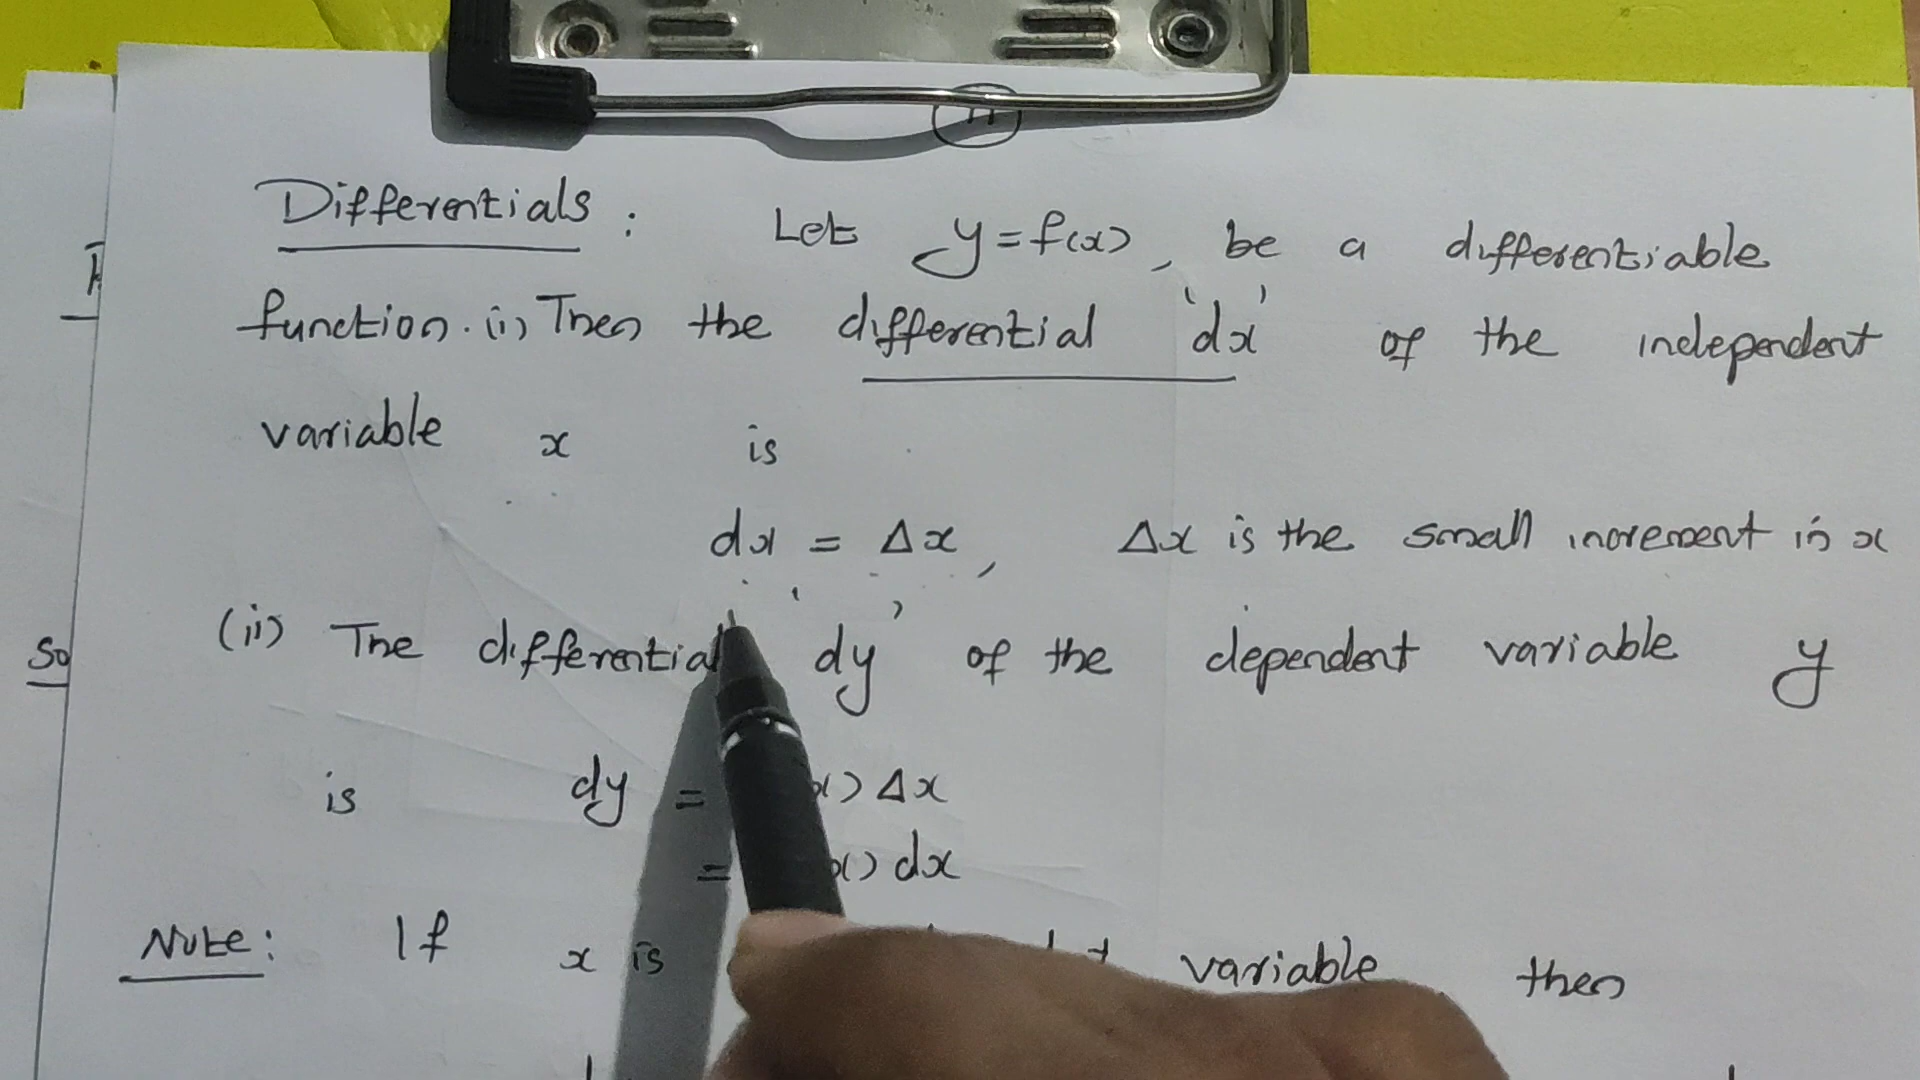 11
Differentials : Let y=f(x), be a differentiable
function. (i) Then the differential 'dx' of the independent
variable x is
dx = Δx, Δx is the small increment in x
(ii) The differential 'dy' of the dependent variable y
So
is dy = x) Δx
= x) dx
Note: If x is variable then